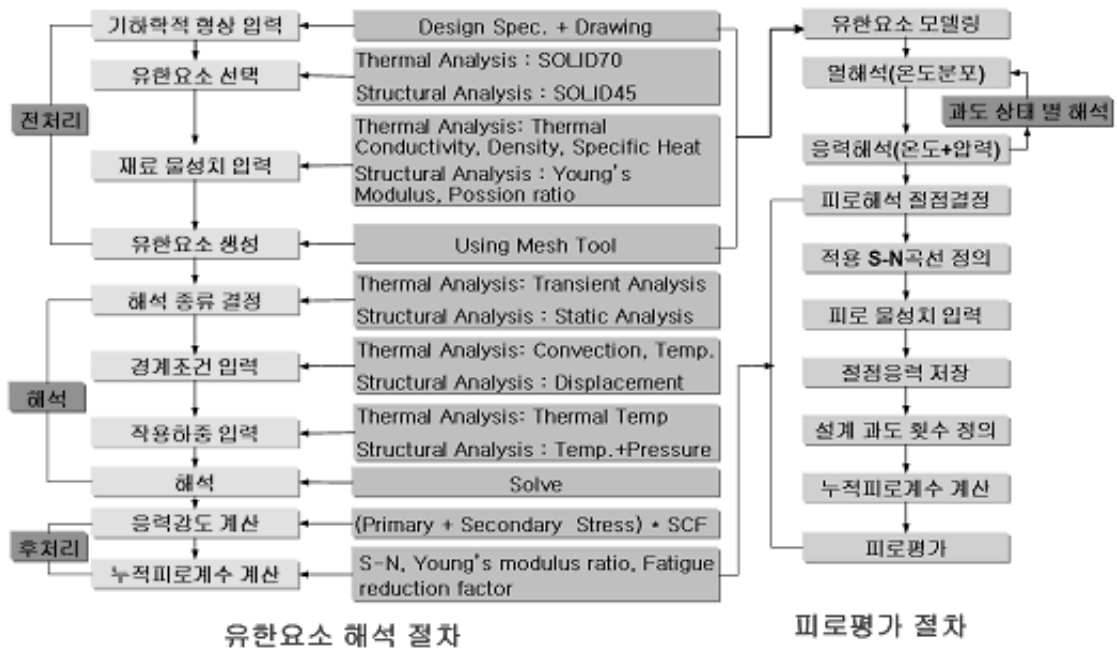 기하학적 형상 입력
Design Spec. + Drawing
유한요소 선택
Thermal Analysis : SOLID70
Structural Analysis : SOLID45
전처리
재료 물성치 입력
Thermal Analysis: Thermal
Conductivity, Density, Specific Heat
Structural Analysis : Young's
Modulus, Possion ratio
유한요소 생성
Using Mesh Tool
해석 종류 결정
Thermal Analysis: Transient Analysis
Structural Analysis : Static Analysis
경계조건 입력
Thermal Analysis: Convection, Temp.
Structural Analysis : Displacement
해석
작용하중 입력
Thermal Analysis: Thermal Temp
Structural Analysis : Temp.+Pressure
해석
Solve
응력강도 계산
(Primary + Secondary Stress) * SCF
후처리
누적피로계수 계산
S-N, Young's modulus ratio, Fatigue
reduction factor
유한요소 해석 절차
유한요소 모델링
열해석(온도분포)
과도 상태 별 해석
응력해석(온도+압력)
피로해석 절점결정
적용 S-N곡선 정의
피로 물성치 입력
절점응력 저장
설계 과도 횟수 정의
누적피로계수 계산
피로평가
피로평가 절차